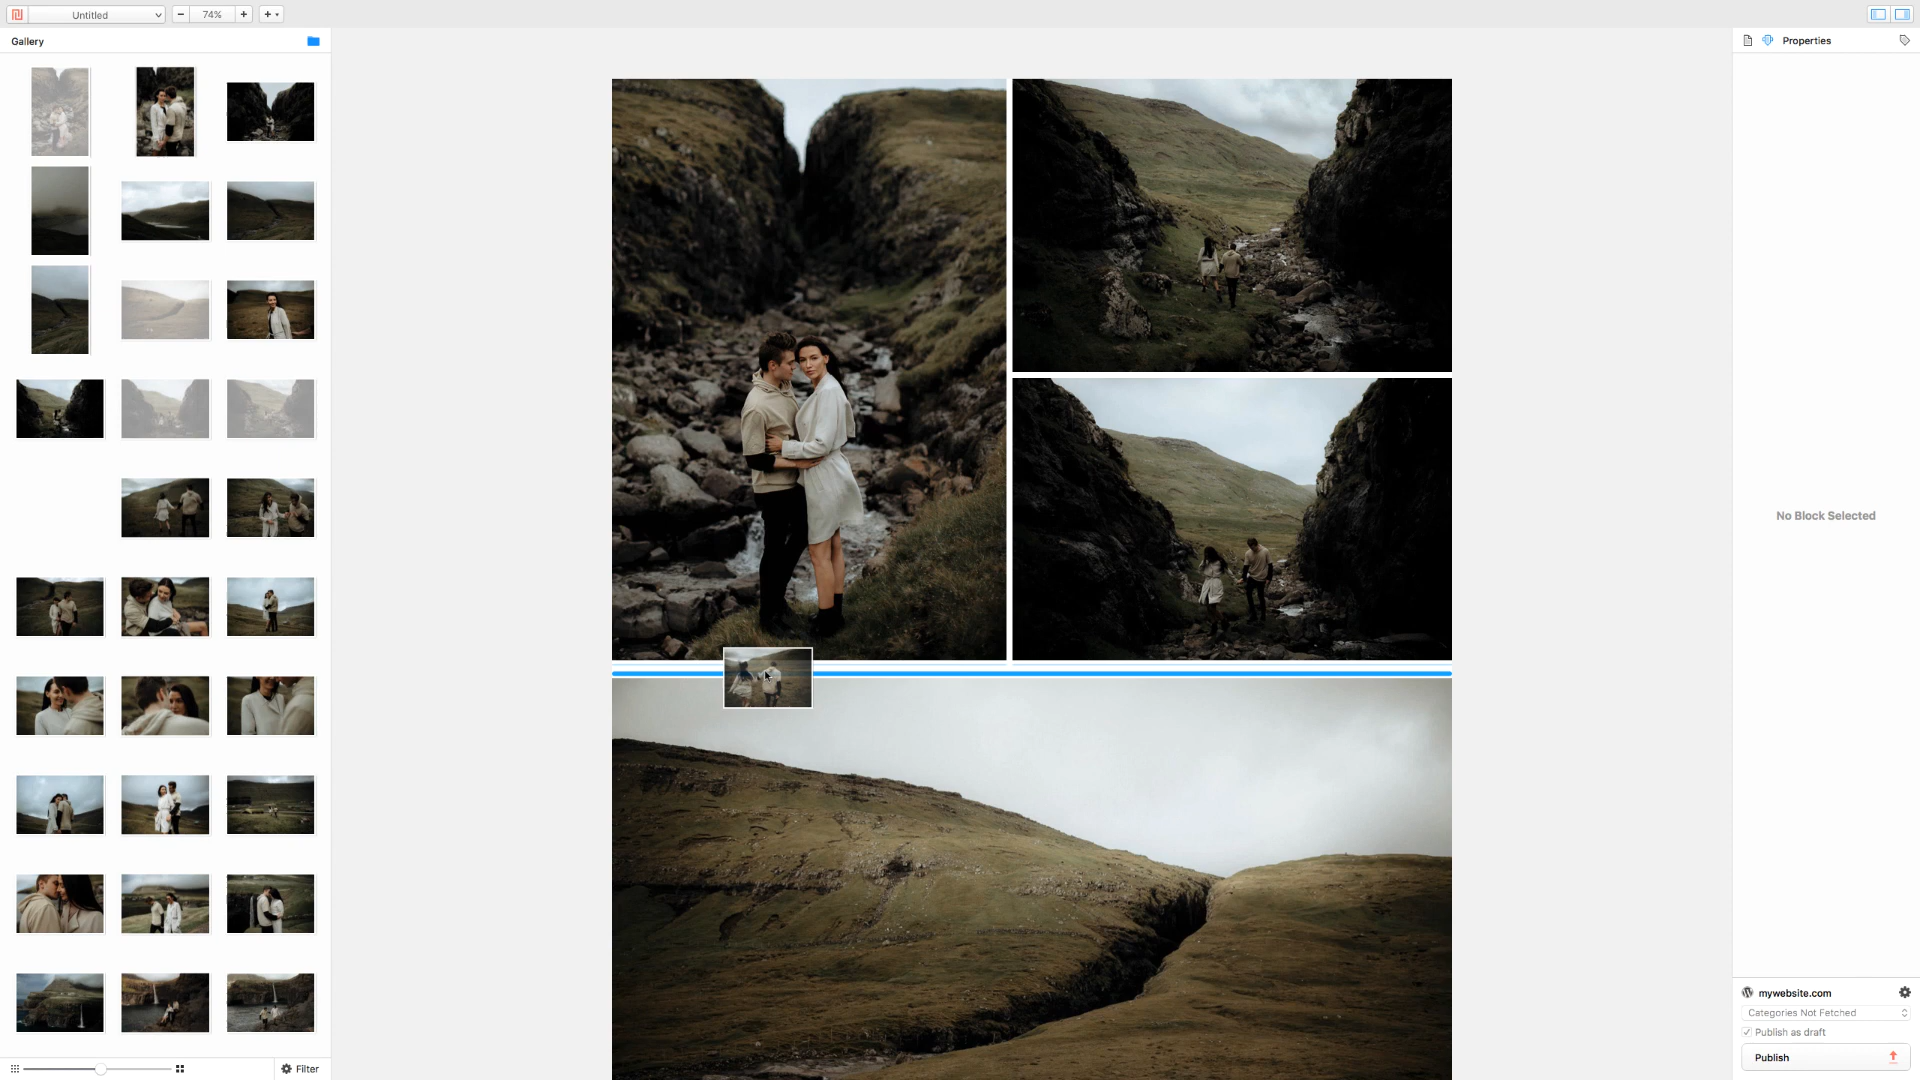 Untitled
− 74% +
+
Gallery
Properties
No Block Selected
mywebsite.com
Categories Not Fetched
Publish as draft
Publish
Filter